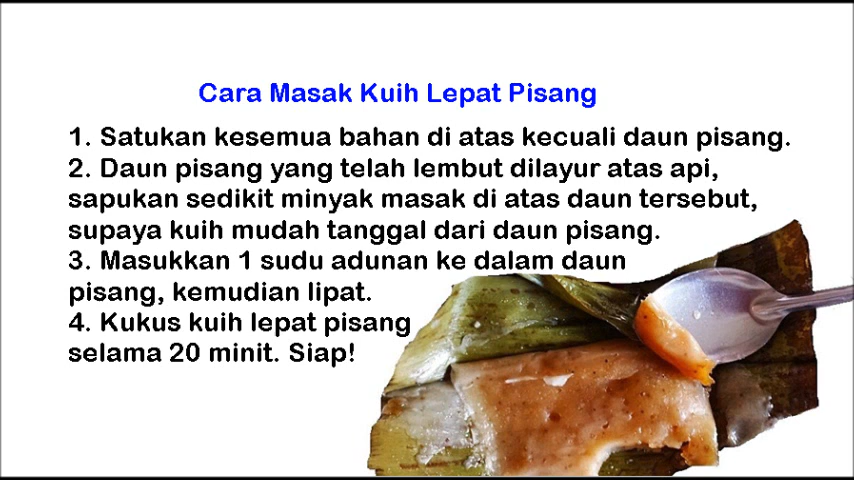 Cara Masak Kuih Lepat Pisang
1. Satukan kesemua bahan di atas kecuali daun pisang.
2. Daun pisang yang telah lembut dilayur atas api,
sapukan sedikit minyak masak di atas daun tersebut,
supaya kuih mudah tanggal dari daun pisang.
3. Masukkan 1 sudu adunan ke dalam daun
pisang, kemudian lipat.
4. Kukus kuih lepat pisang
selama 20 minit. Siap!